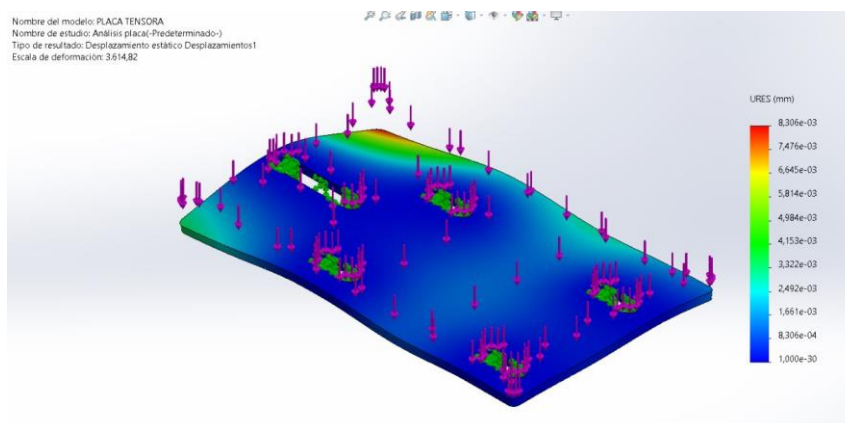 Nombre del modelo: PLACA TENSORA
Nombre de estudio: Análisis placa(-Predeterminado-)
Tipo de resultado: Desplazamiento estático Desplazamientos1
Escala de deformación: 3.614,82
URES (mm)
8,306e-03
7,476e-03
6,645e-03
5,814e-03
4,984e-03
4,153e-03
3,322e-03
2,492e-03
1,661e-03
8,306e-04
1,000e-30